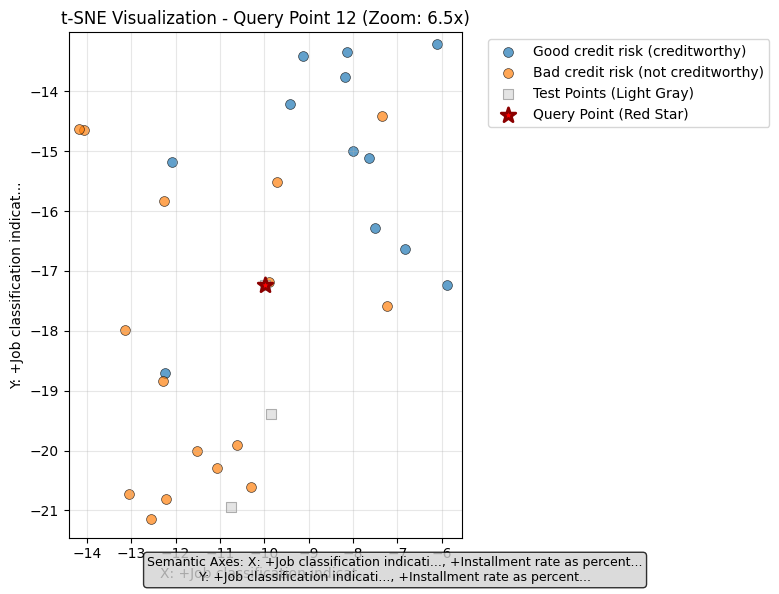 t-SNE Visualization - Query Point 12 (Zoom: 6.5x)
Good credit risk (creditworthy)
Bad credit risk (not creditworthy)
Test Points (Light Gray)
Query Point (Red Star)
Y: +Job classification indicat...
−14
−15
−16
−17
−18
−19
−20
−21
−14 −13 −12 −11 −10 −9 −8 −7 −6
X: +Job classification indicat...
Semantic Axes: X: +Job classification indicati..., +Installment rate as percent...
Y: +Job classification indicati..., +Installment rate as percent...